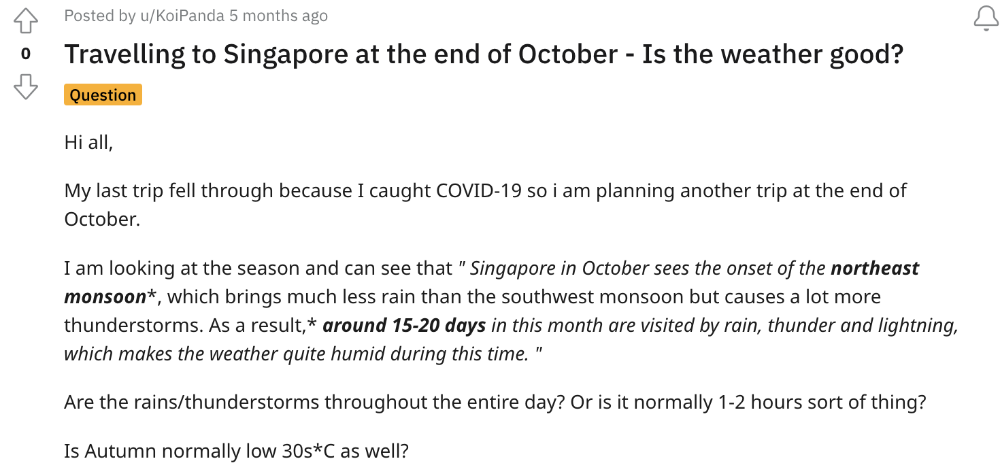 Posted by u/KoiPanda 5 months ago
0
Travelling to Singapore at the end of October - Is the weather good?
Question
Hi all,
My last trip fell through because I caught COVID-19 so i am planning another trip at the end of
October.
I am looking at the season and can see that " Singapore in October sees the onset of the northeast
monsoon*, which brings much less rain than the southwest monsoon but causes a lot more
thunderstorms. As a result,* around 15-20 days in this month are visited by rain, thunder and lightning,
which makes the weather quite humid during this time. "
Are the rains/thunderstorms throughout the entire day? Or is it normally 1-2 hours sort of thing?
Is Autumn normally low 30s*C as well?